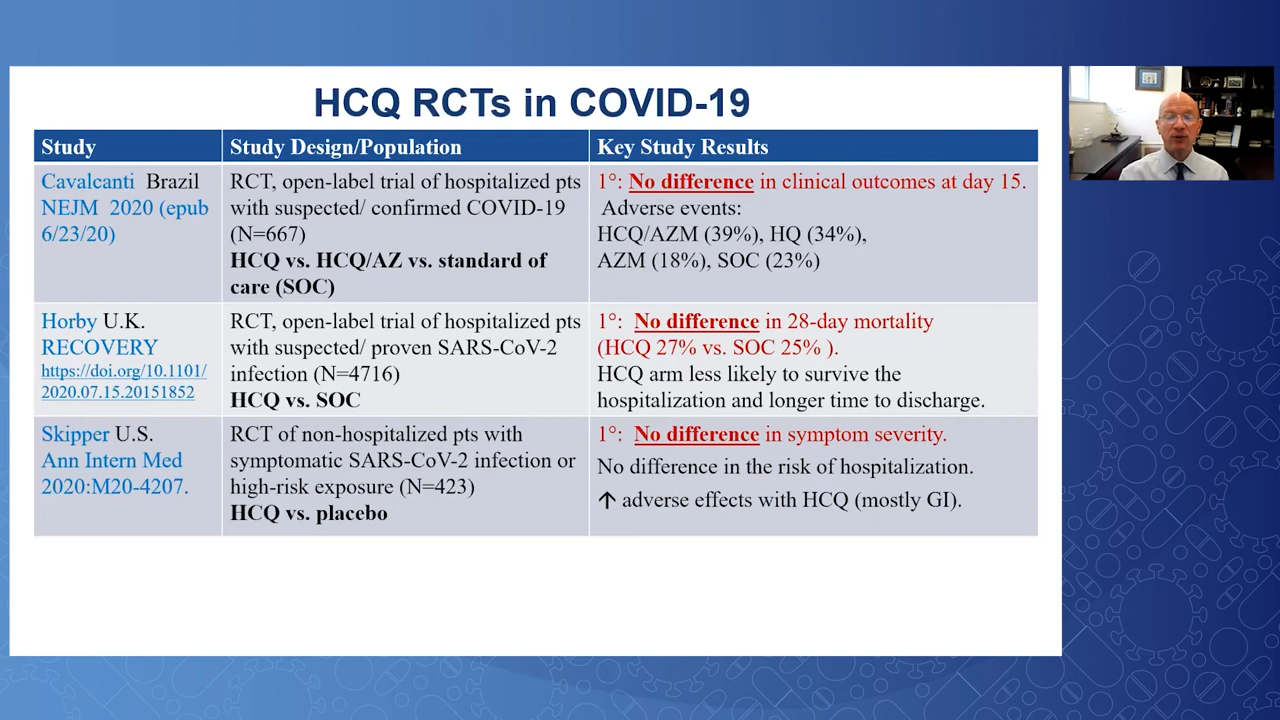 HCQ RCTs in COVID-19
Study
Study Design/Population
Key Study Results
Cavalcanti Brazil
NEJM 2020 (epub
6/23/20)
RCT, open-label trial of hospitalized pts
with suspected/ confirmed COVID-19
(N=667)
HCQ vs. HCQ/AZ vs. standard of
care (SOC)
1°: No difference in clinical outcomes at day 15.
Adverse events:
HCQ/AZM (39%), HQ (34%),
AZM (18%), SOC (23%)
Horby U.K.
RECOVERY
https://doi.org/10.1101/
2020.07.15.20151852
RCT, open-label trial of hospitalized pts
with suspected/ proven SARS-CoV-2
infection (N=4716)
HCQ vs. SOC
1°: No difference in 28-day mortality
(HCQ 27% vs. SOC 25% ).
HCQ arm less likely to survive the
hospitalization and longer time to discharge.
Skipper U.S.
Ann Intern Med
2020:M20-4207.
RCT of non-hospitalized pts with
symptomatic SARS-CoV-2 infection or
high-risk exposure (N=423)
HCQ vs. placebo
1°: No difference in symptom severity.
No difference in the risk of hospitalization.
↑ adverse effects with HCQ (mostly GI).